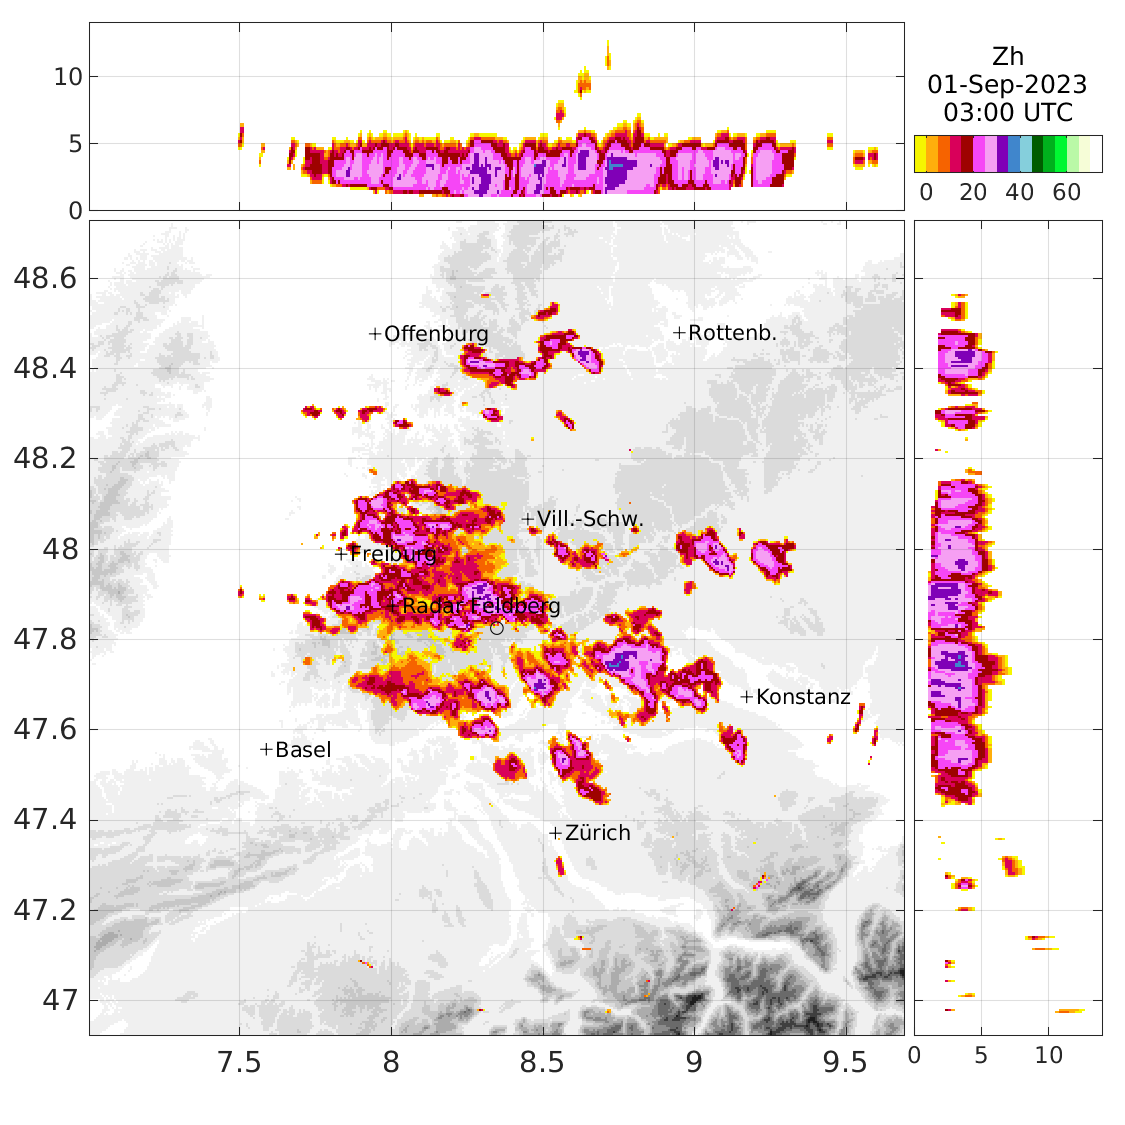 10
5
0
Zh
01-Sep-2023
03:00 UTC
0 20 40 60
48.6
48.4
48.2
48
47.8
47.6
47.4
47.2
47
+Offenburg
+Rottenb.
+Vill.-Schw.
+Freiburg
+Radar Feldberg
+Konstanz
+Basel
+Zürich
7.5 8 8.5 9 9.5
0 5 10